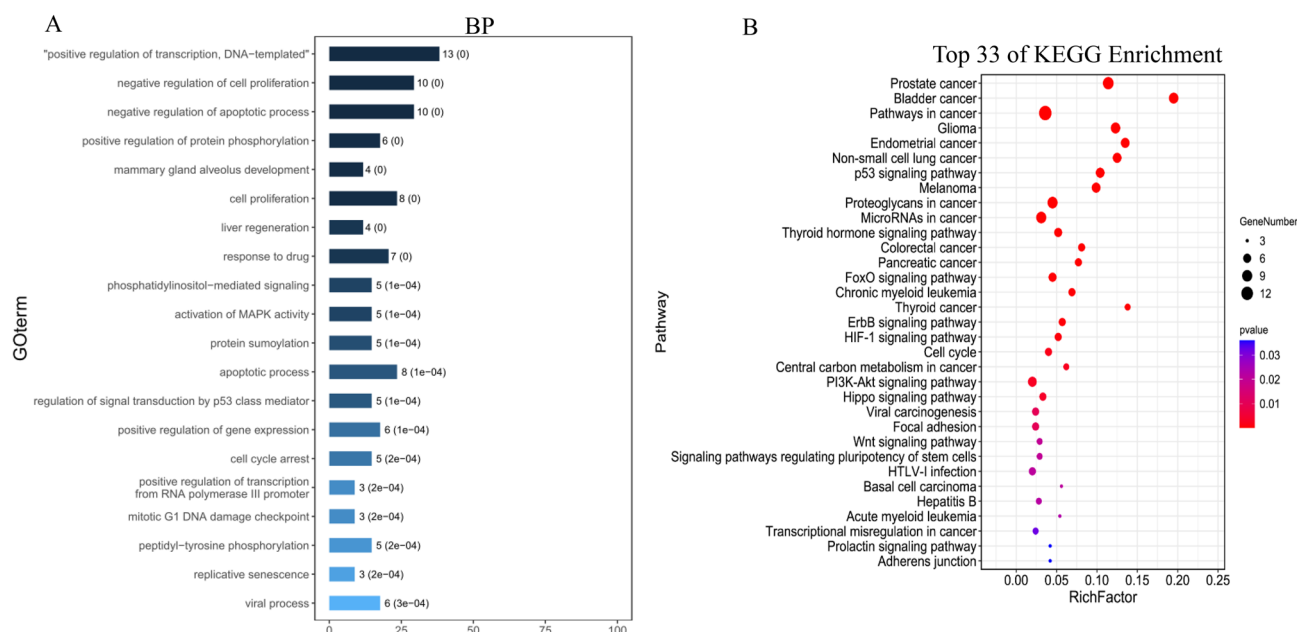 A
BP
GOterm
"positive regulation of transcription, DNA−templated"
13 (0)
negative regulation of cell proliferation
10 (0)
negative regulation of apoptotic process
10 (0)
positive regulation of protein phosphorylation
6 (0)
mammary gland alveolus development
4 (0)
cell proliferation
8 (0)
liver regeneration
4 (0)
response to drug
7 (0)
phosphatidylinositol−mediated signaling
5 (1e−04)
activation of MAPK activity
5 (1e−04)
protein sumoylation
5 (1e−04)
apoptotic process
8 (1e−04)
regulation of signal transduction by p53 class mediator
5 (1e−04)
positive regulation of gene expression
6 (1e−04)
cell cycle arrest
5 (2e−04)
positive regulation of transcription
from RNA polymerase III promoter
3 (2e−04)
mitotic G1 DNA damage checkpoint
3 (2e−04)
peptidyl−tyrosine phosphorylation
5 (2e−04)
replicative senescence
3 (2e−04)
viral process
6 (3e−04)
0 25 50 75 100
B
Top 33 of KEGG Enrichment
Pathway
Prostate cancer
Bladder cancer
Pathways in cancer
Glioma
Endometrial cancer
Non-small cell lung cancer
p53 signaling pathway
Melanoma
Proteoglycans in cancer
MicroRNAs in cancer
Thyroid hormone signaling pathway
Colorectal cancer
Pancreatic cancer
FoxO signaling pathway
Chronic myeloid leukemia
Thyroid cancer
ErbB signaling pathway
HIF-1 signaling pathway
Cell cycle
Central carbon metabolism in cancer
PI3K-Akt signaling pathway
Hippo signaling pathway
Viral carcinogenesis
Focal adhesion
Wnt signaling pathway
Signaling pathways regulating pluripotency of stem cells
HTLV-I infection
Basal cell carcinoma
Hepatitis B
Acute myeloid leukemia
Transcriptional misregulation in cancer
Prolactin signaling pathway
Adherens junction
0.00 0.05 0.10 0.15 0.20 0.25
RichFactor
GeneNumber
3
6
9
12
pvalue
0.03
0.02
0.01